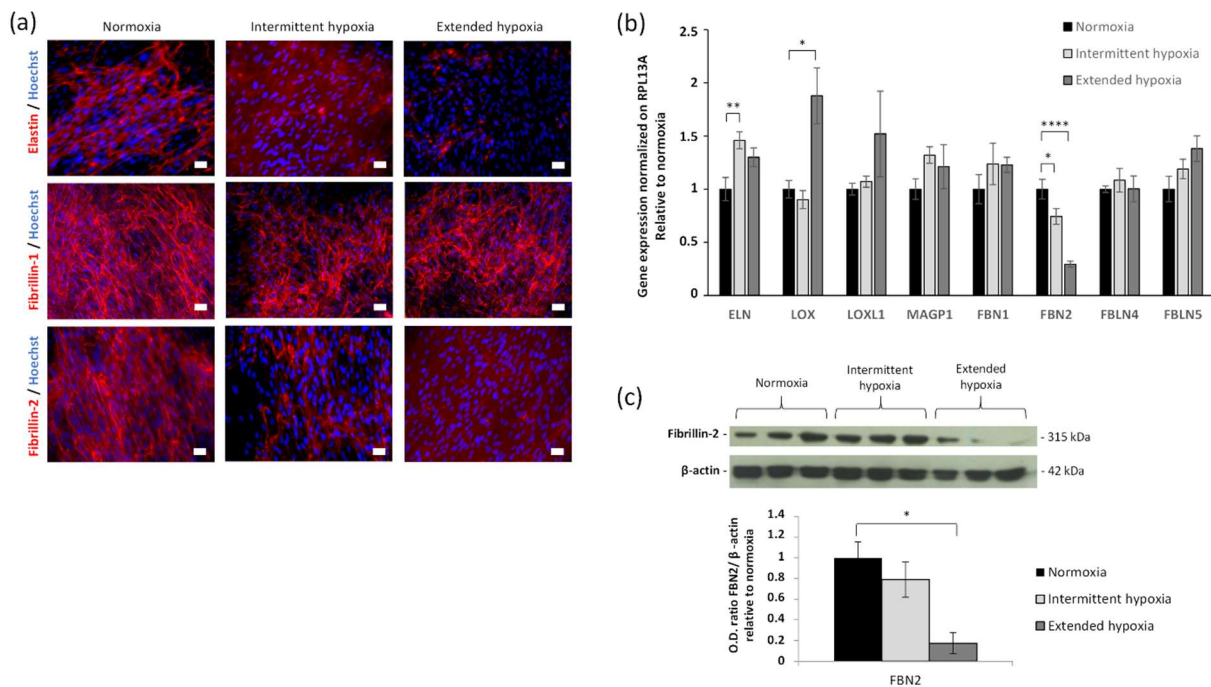 (a)
Normoxia
Intermittent hypoxia
Extended hypoxia
Elastin / Hoechst
Fibrillin-1 / Hoechst
Fibrillin-2 / Hoechst
(b)
Gene expression normalized on RPL13A
Relative to normoxia
2.5
2
1.5
1
0.5
0
**
*
*
****
ELN
LOX
LOXL1
MAGP1
FBN1
FBN2
FBLN4
FBLN5
Normoxia
Intermittent hypoxia
Extended hypoxia
(c)
Normoxia
Intermittent
hypoxia
Extended
hypoxia
Fibrillin-2 -
- 315 kDa
β-actin -
- 42 kDa
O.D. ratio FBN2/ β -actin
relative to normoxia
1.4
1.2
1
0.8
0.6
0.4
0.2
0
*
FBN2
Normoxia
Intermittent hypoxia
Extended hypoxia